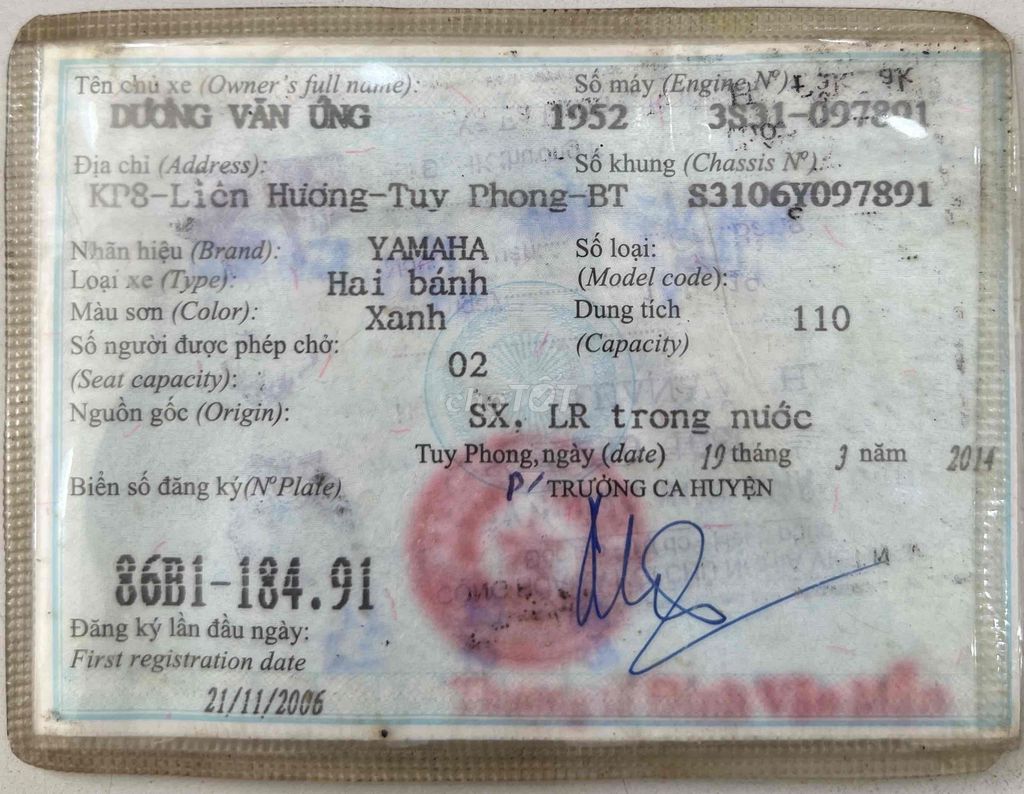 Tên chủ xe (Owner's full name): Số máy (Engine Nº):
DƯƠNG VĂN ỨNG 1952 3S31-097891
Địa chỉ (Address): Số khung (Chassis Nº):
KP8-Liên Hương-Tuy Phong-BT S3106Y097891
Nhãn hiệu (Brand): YAMAHA Số loại:
Loại xe (Type): Hai bánh (Model code):
Màu sơn (Color): Xanh Dung tích 110
Số người được phép chở: (Capacity)
(Seat capacity): 02
chợTỐT
Nguồn gốc (Origin): SX, LR trong nước
Tuy Phong, ngày (date) 19 tháng 3 năm 2014
Biển số đăng ký(NºPlate) P/ TRƯỞNG CA HUYỆN
86B1-184.91
Đăng ký lần đầu ngày:
First registration date
21/11/2006